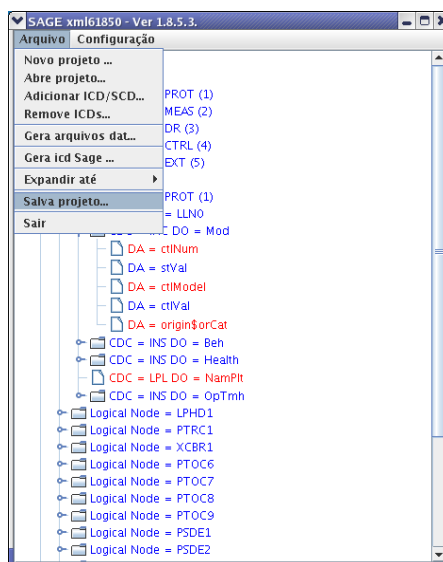 SAGE xml61850 - Ver 1.8.5.3.
Arquivo Configuração
Novo projeto ...
Abre projeto...
Adicionar ICD/SCD...
Remove ICDs...
Gera arquivos dat...
Gera icd Sage ...
Expandir até
Salva projeto...
Sair
PROT (1)
MEAS (2)
DR (3)
CTRL (4)
EXT (5)
PROT (1)
= LLN0
DO = Mod
DA = ctlNum
DA = stVal
DA = ctlModel
DA = ctlVal
DA = origin$orCat
CDC = INS DO = Beh
CDC = INS DO = Health
CDC = LPL DO = NamPlt
CDC = INS DO = OpTmh
Logical Node = LPHD1
Logical Node = PTRC1
Logical Node = XCBR1
Logical Node = PTOC6
Logical Node = PTOC7
Logical Node = PTOC8
Logical Node = PTOC9
Logical Node = PSDE1
Logical Node = PSDE2